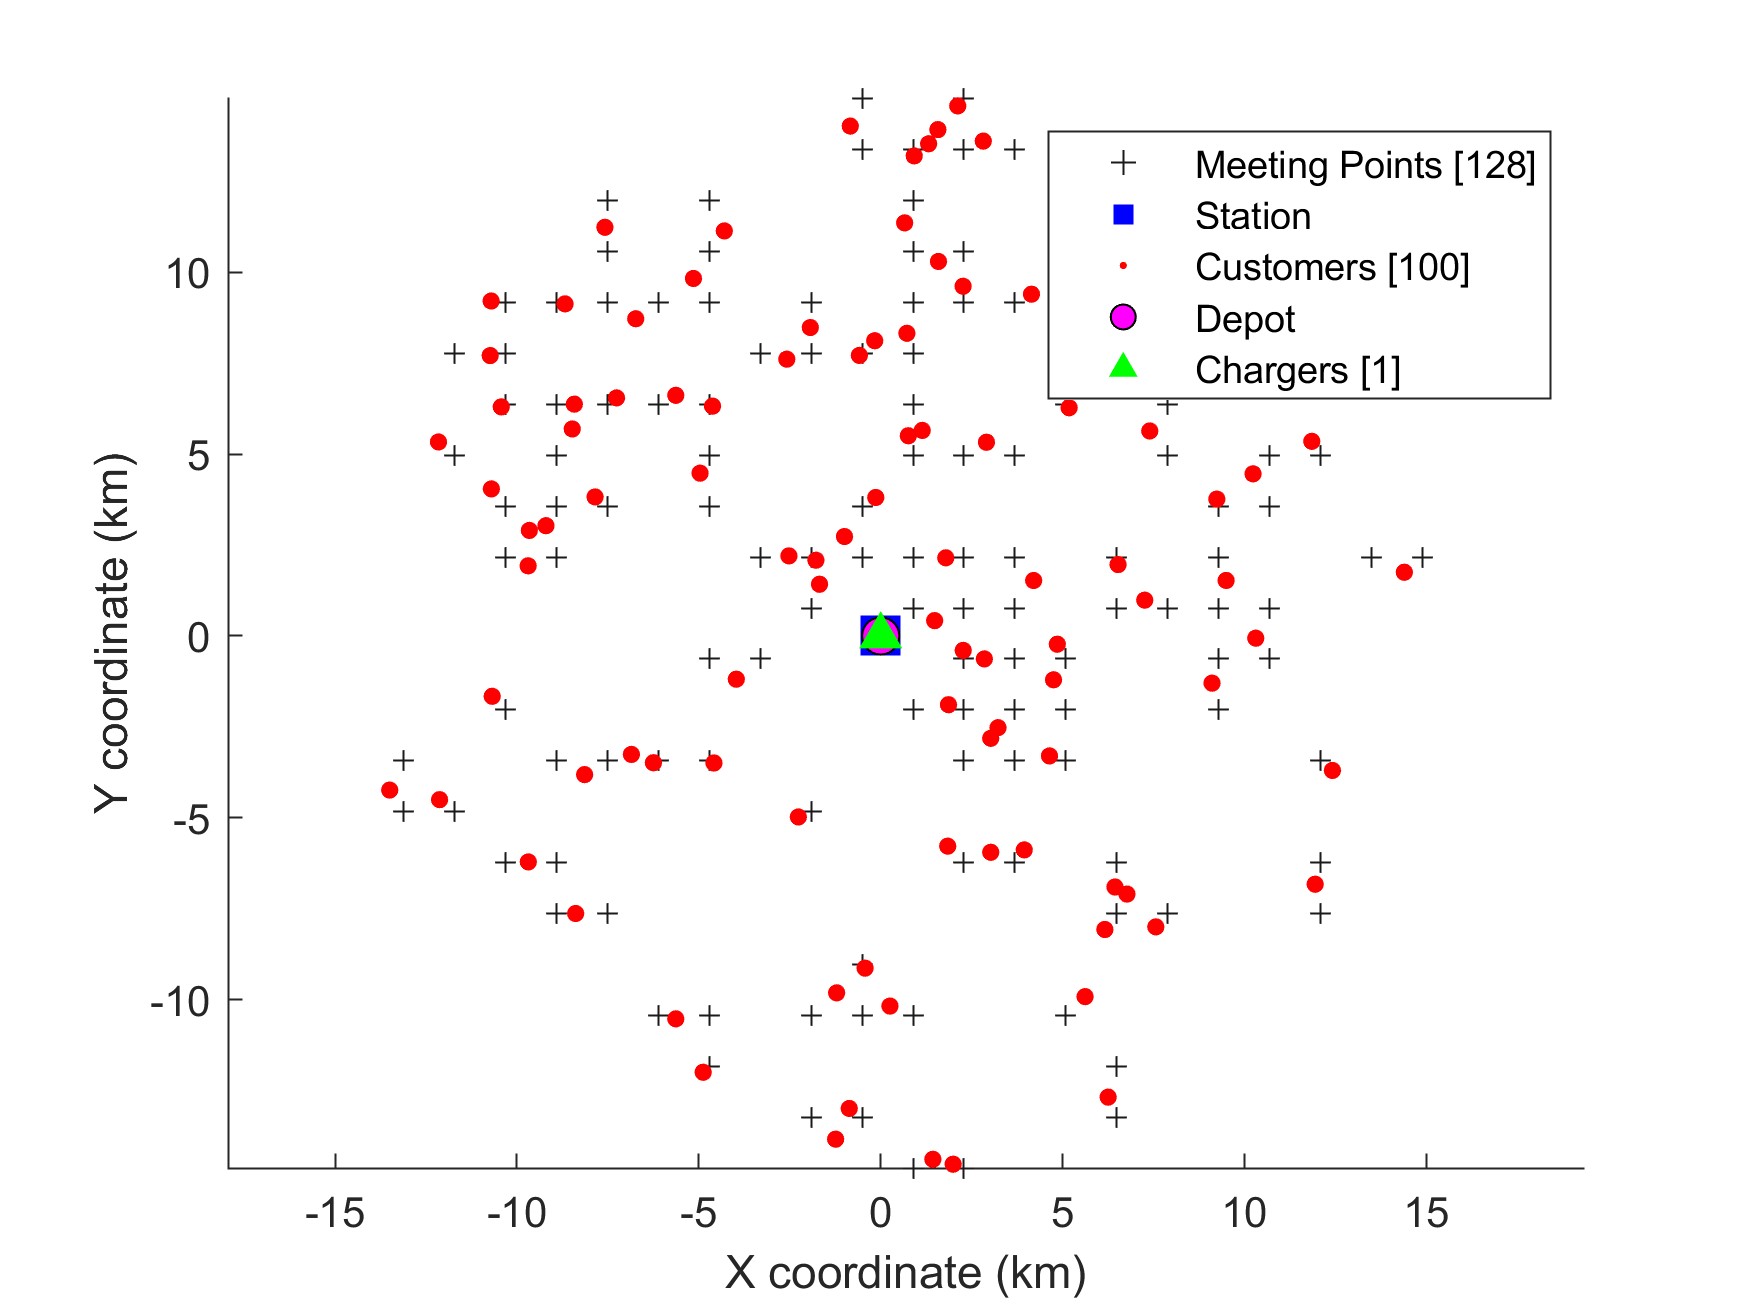 Meeting Points [128]
Station
Customers [100]
Depot
Chargers [1]
10
5
0
-5
-10
Y coordinate (km)
-15 -10 -5 0 5 10 15
X coordinate (km)